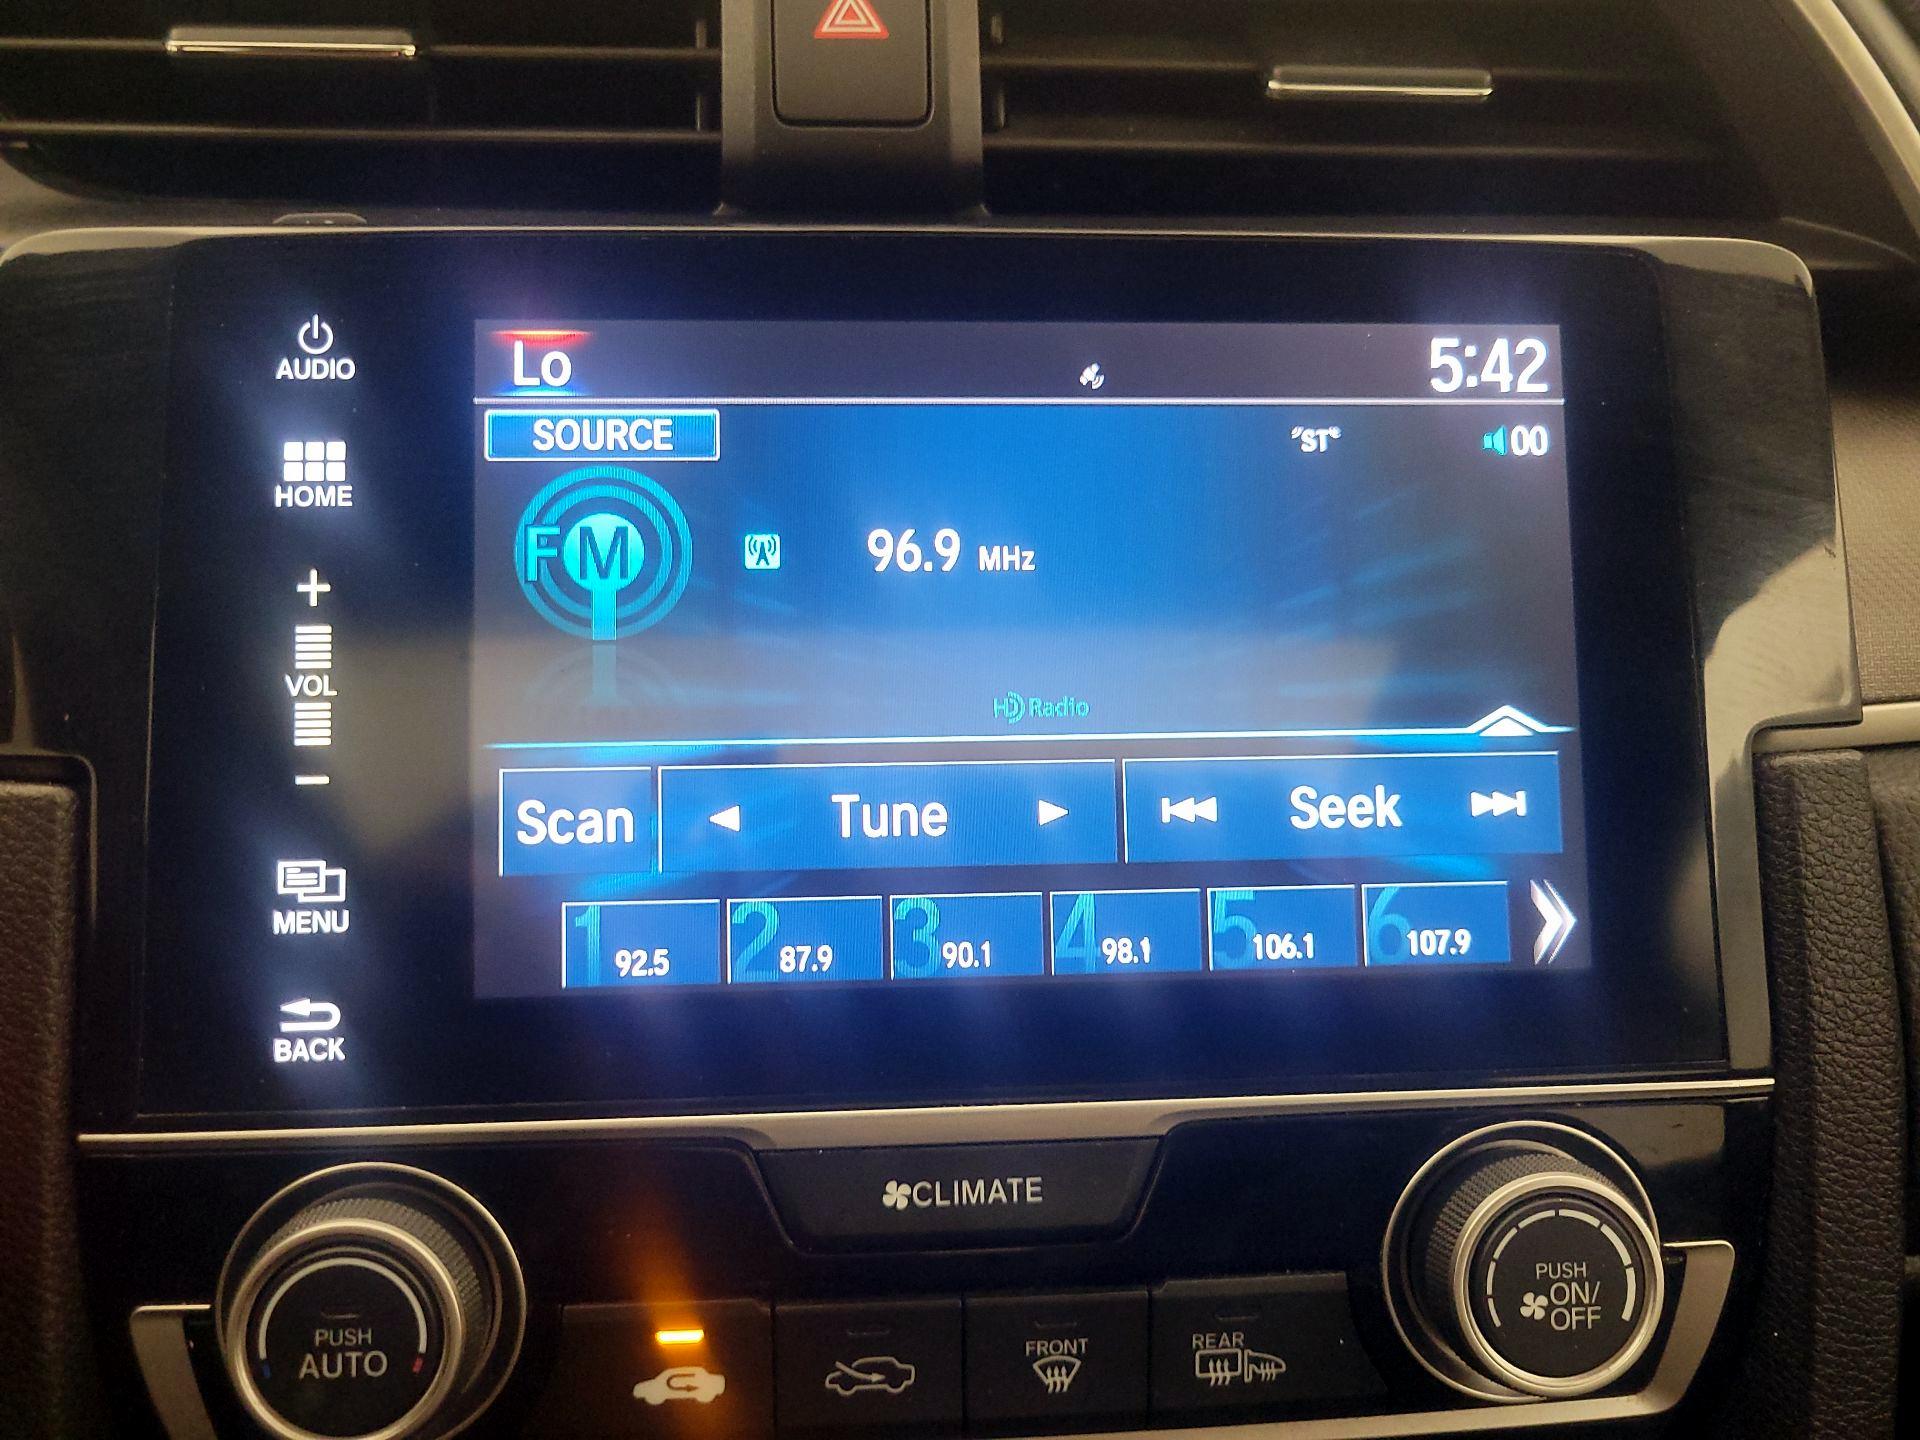 AUDIO
Lo
5:42
SOURCE
"ST"
00
HOME
FM
96.9 MHz
VOL
HD Radio
Scan
Tune
Seek
MENU
1 92.5
2 87.9
3 90.1
4 98.1
5 106.1
6 107.9
BACK
CLIMATE
PUSH
AUTO
FRONT
REAR
PUSH
ON/
OFF